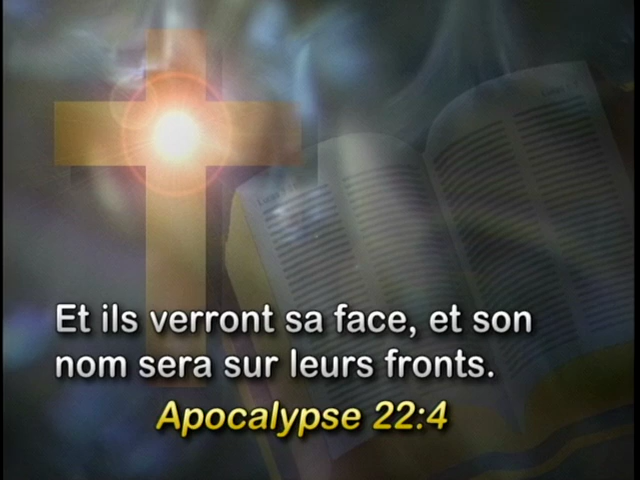 Et ils verront sa face, et son
nom sera sur leurs fronts.
Apocalypse 22:4